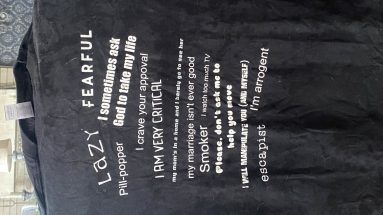 LaZY FEARFUL
Pill-popper I sometimes ask
God to take my life
I crave your appoval
I AM VERY CRITICAL
my mom's in a home and I barely go to see her
my marriage isn't ever good
Smoker I watch too much TV
Please, don't ask me to
help you move
I WILL MANIPULATE YOU (AND MYSELF)
escapist I'm arrogent